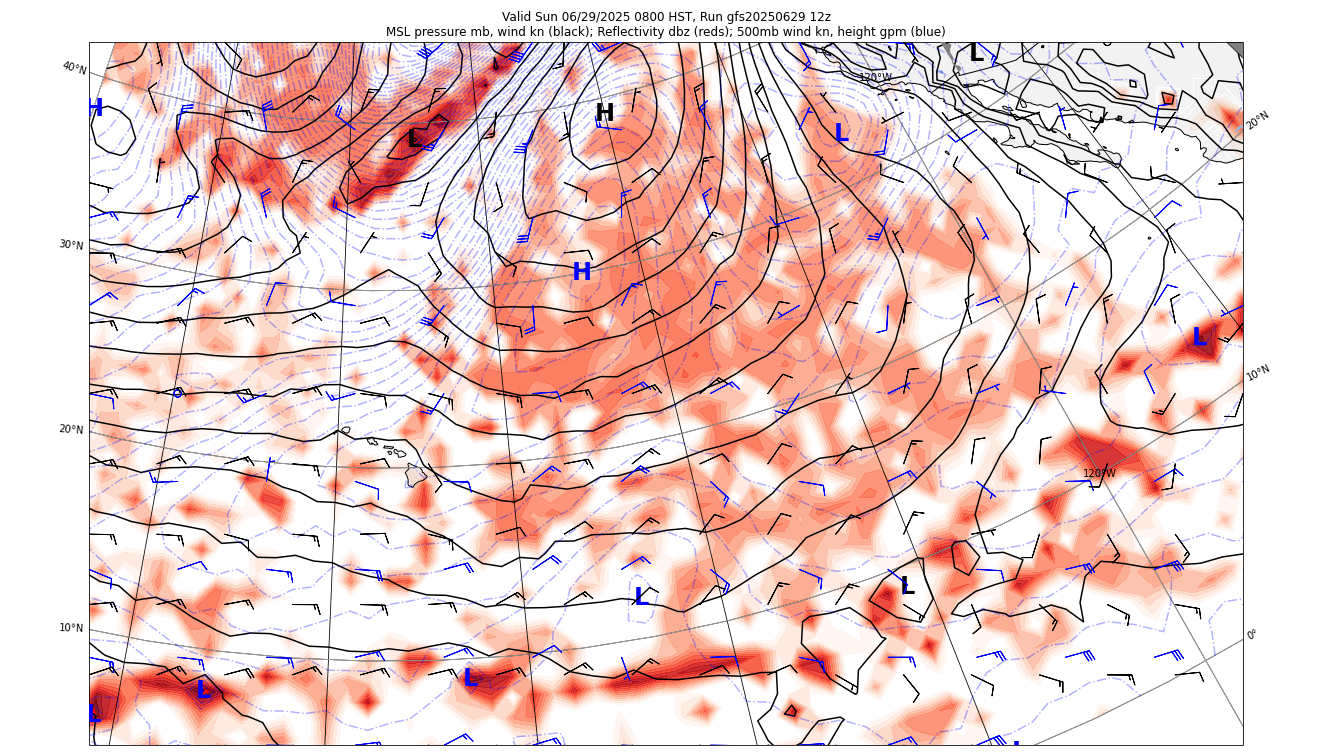 Valid Sun 06/29/2025 0800 HST, Run gfs20250629 12z
MSL pressure mb, wind kn (black); Reflectivity dbz (reds); 500mb wind kn, height gpm (blue)
L
40°N
120°W
H
H
L
L
20°N
30°N
H
L
10°N
20°N
120°W
L
L
10°N
0°
L
L
L
L